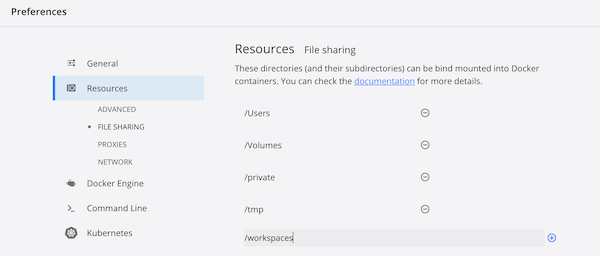 Preferences
General
Resources
ADVANCED
FILE SHARING
PROXIES
NETWORK
Docker Engine
Command Line
Kubernetes
Resources File sharing
These directories (and their subdirectories) can be bind mounted into Docker
containers. You can check the documentation for more details.
/Users
/Volumes
/private
/tmp
/workspaces